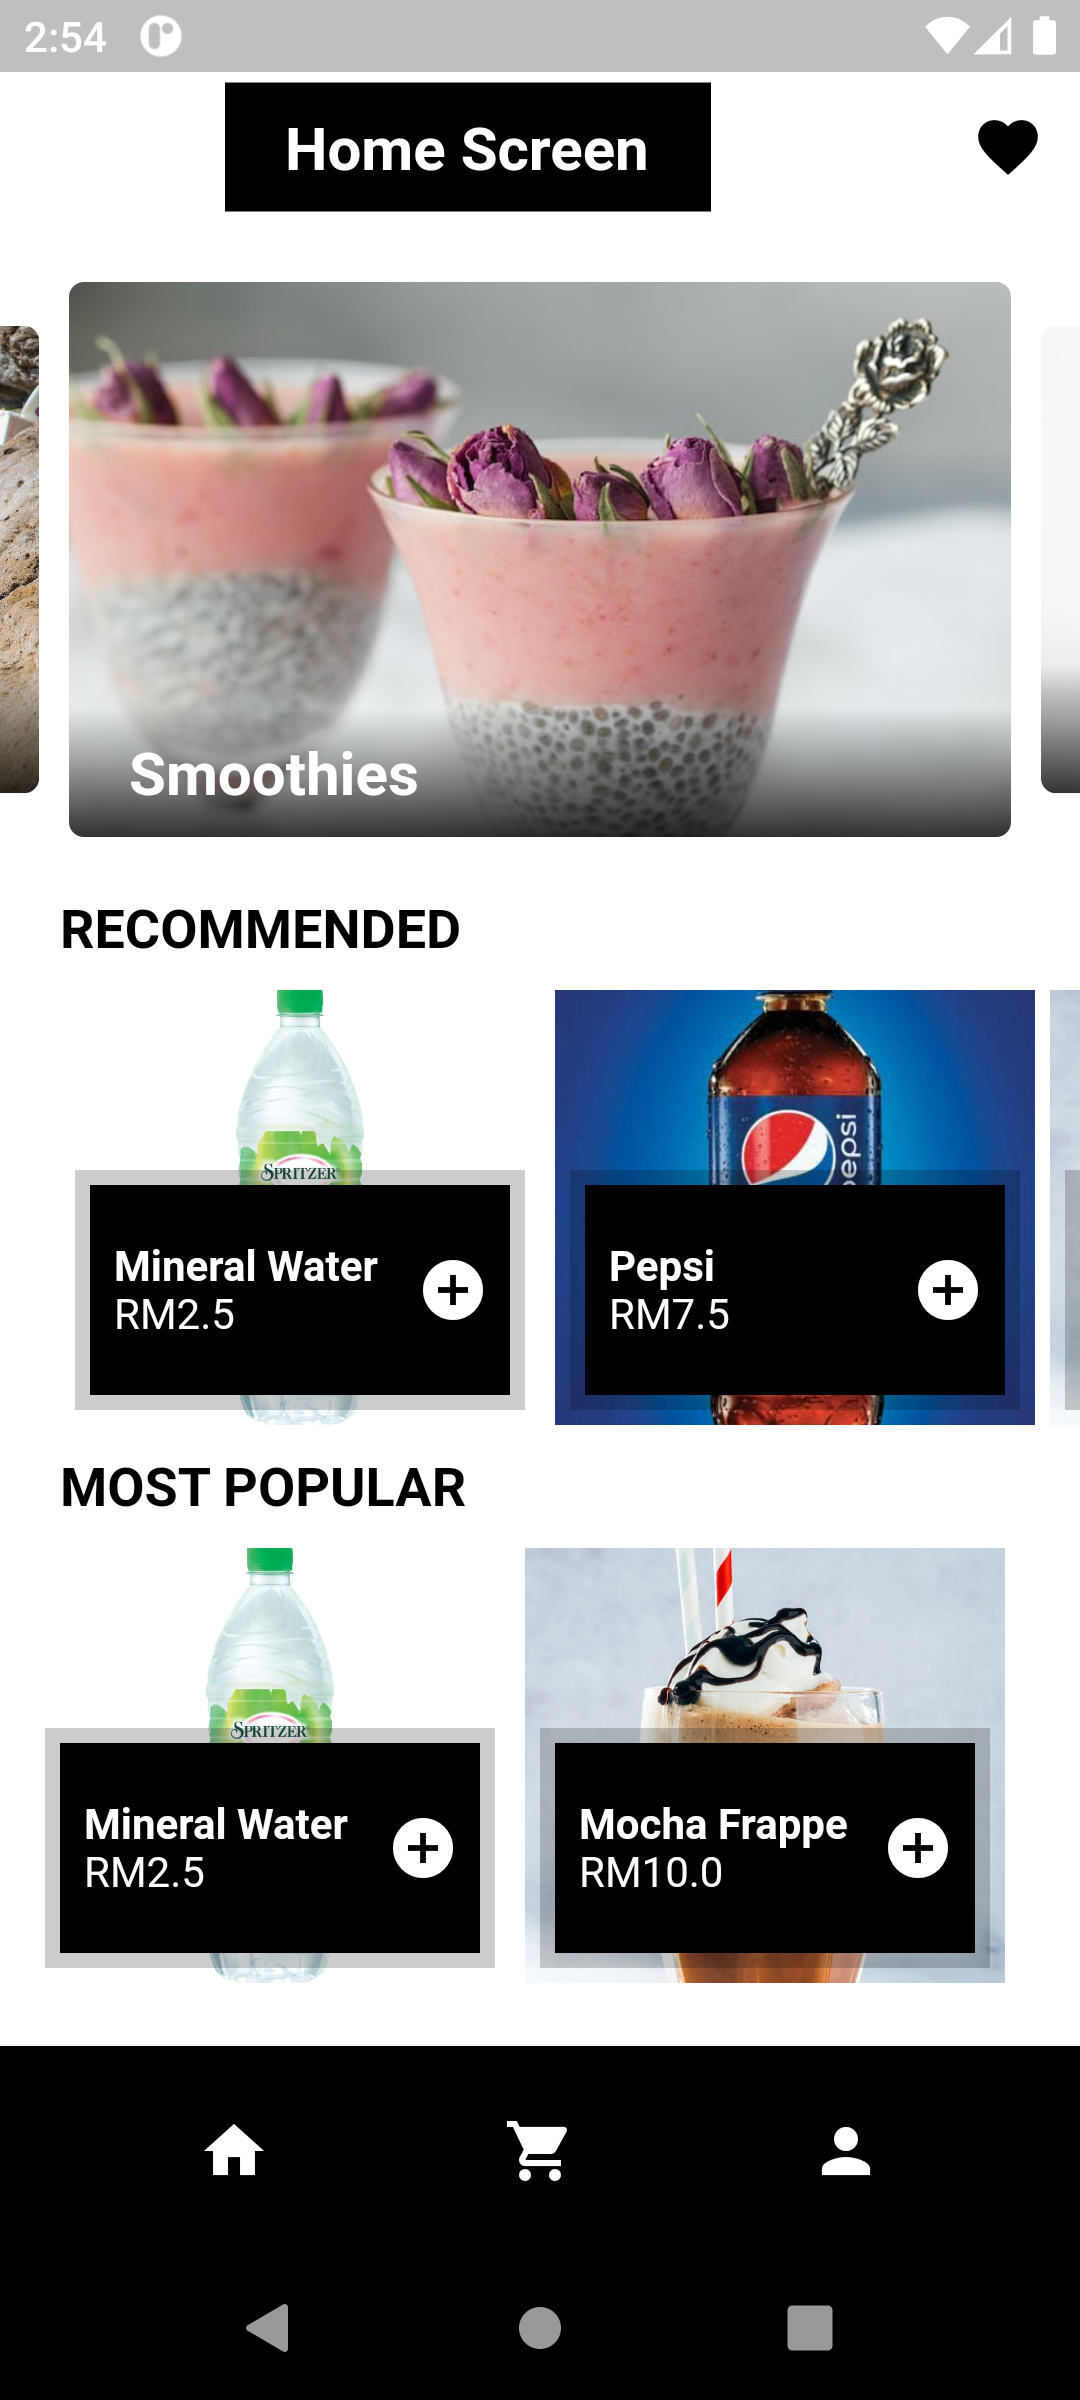 2:54
Home Screen
Smoothies
RECOMMENDED
SPRITZER
pepsi
Mineral Water
RM2.5
Pepsi
RM7.5
MOST POPULAR
SPRITZER
Mineral Water
RM2.5
Mocha Frappe
RM10.0